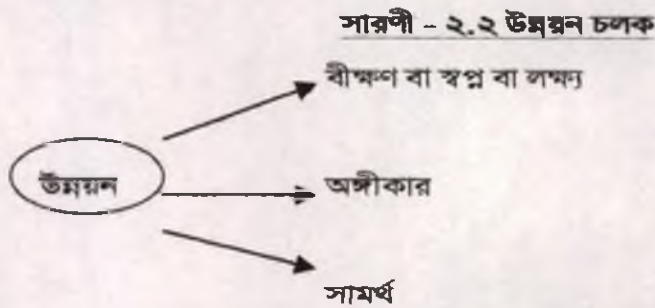 সারণী - ২.২ উন্নয়ন চলক
বীক্ষণ বা স্বপ্ন বা লক্ষ্য
উন্নয়ন
অঙ্গীকার
সামর্থ